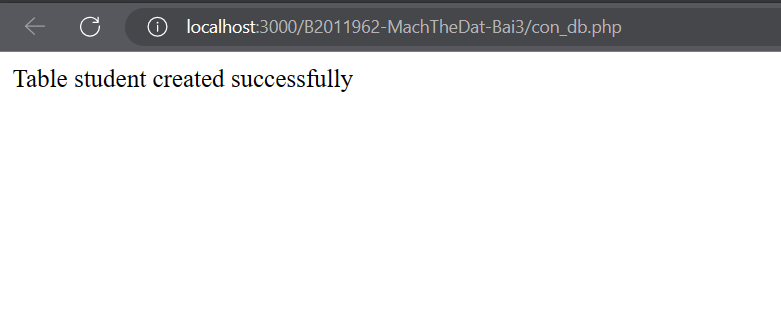 localhost:3000/B2011962-MachTheDat-Bai3/con_db.php
Table student created successfully